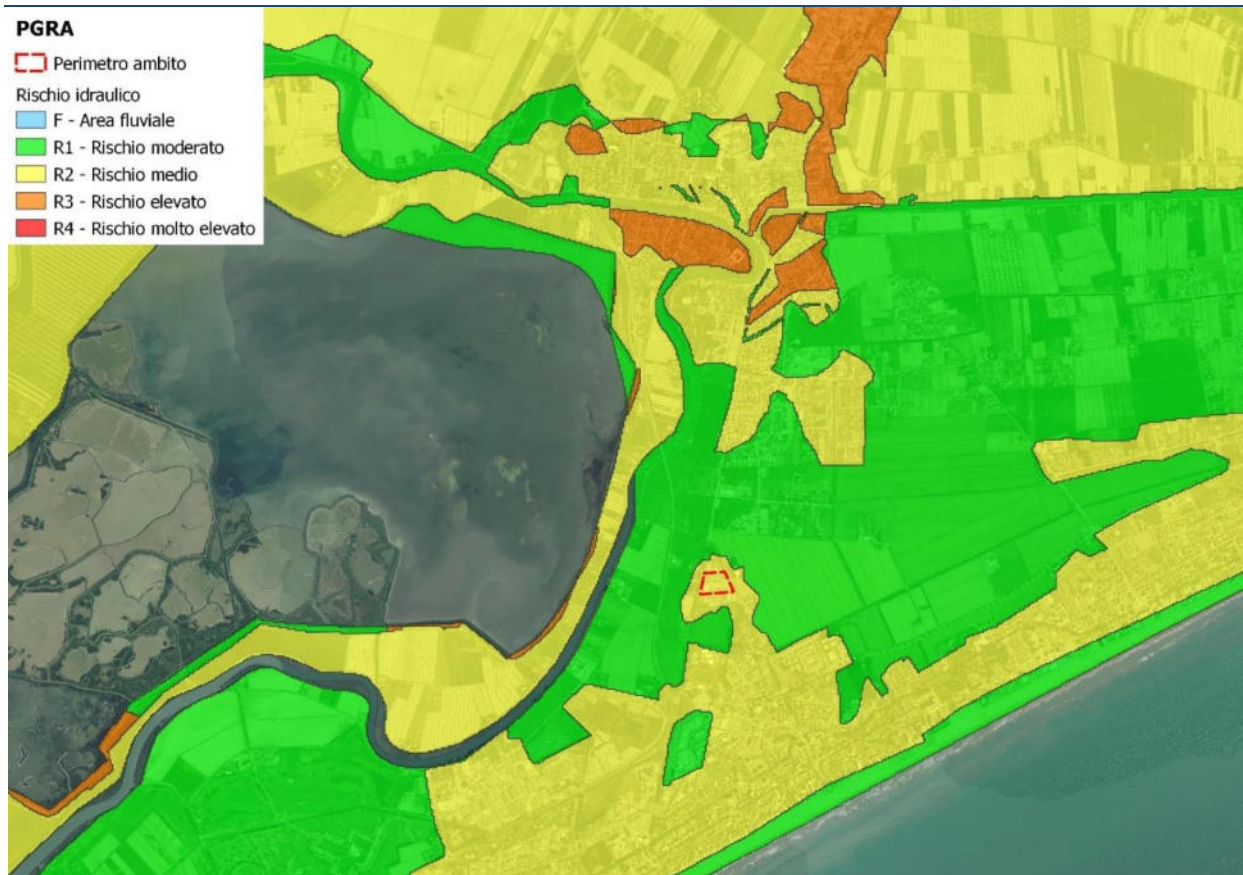 PGRA
Perimetro ambito
Rischio idraulico
F - Area fluviale
R1 - Rischio moderato
R2 - Rischio medio
R3 - Rischio elevato
R4 - Rischio molto elevato